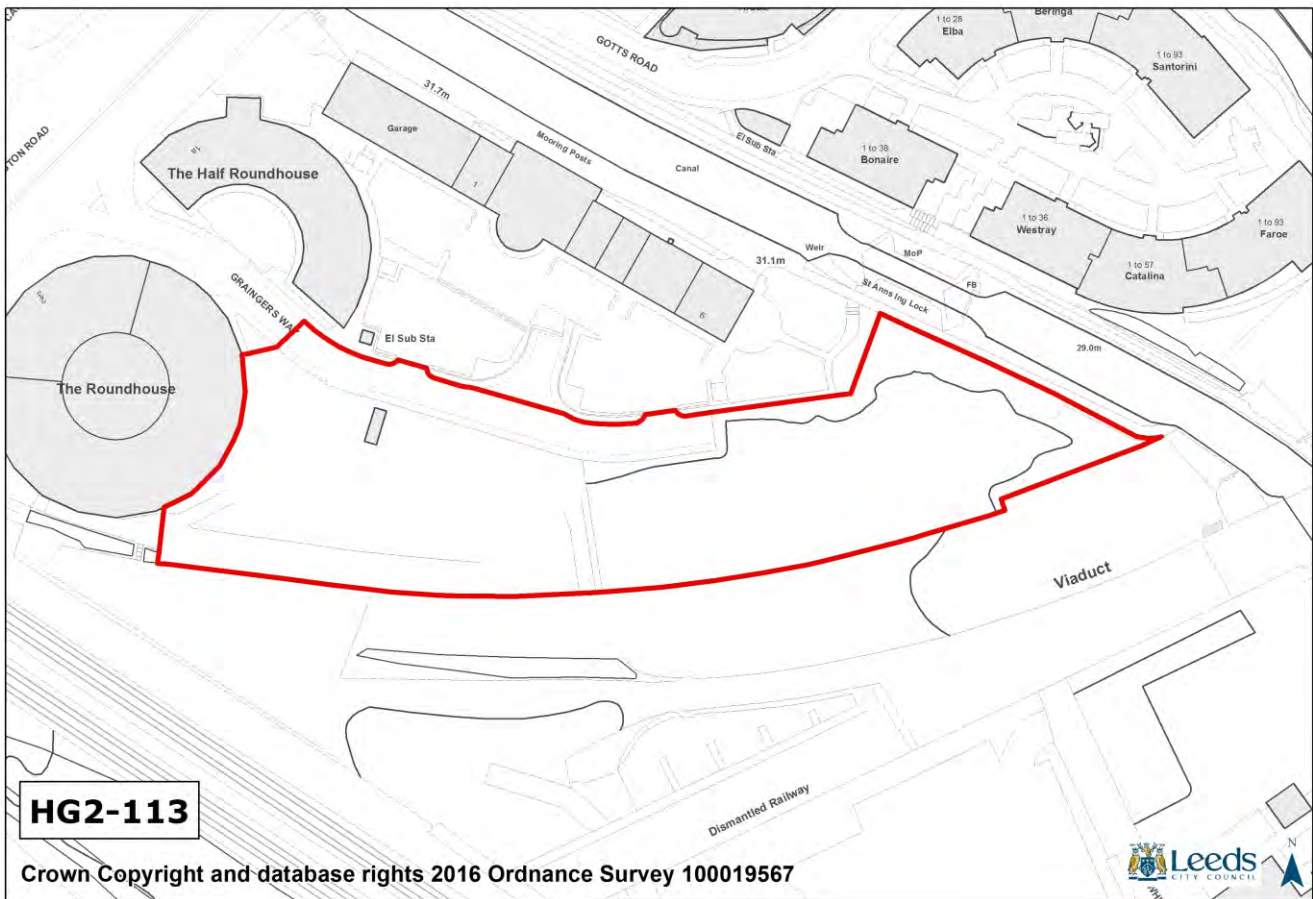 1 to 28
Elba
Beringa
1 to 93
Santorini
GOTTS ROAD
31.7m
Garage
Mooring Posts
El Sub Sta
Canal
1 to 38
Bonaire
The Half Roundhouse
1
1 to 36
Westray
1 to 93
Faroe
1 to 57
Catalina
Weir
MoP
31.1m
FB
St Anns Ing Lock
6
GRAINGERS WAY
El Sub Sta
29.0m
The Roundhouse
Viaduct
HG2-113
Dismantled Railway
Leeds
CITY COUNCIL
N
Crown Copyright and database rights 2016 Ordnance Survey 100019567